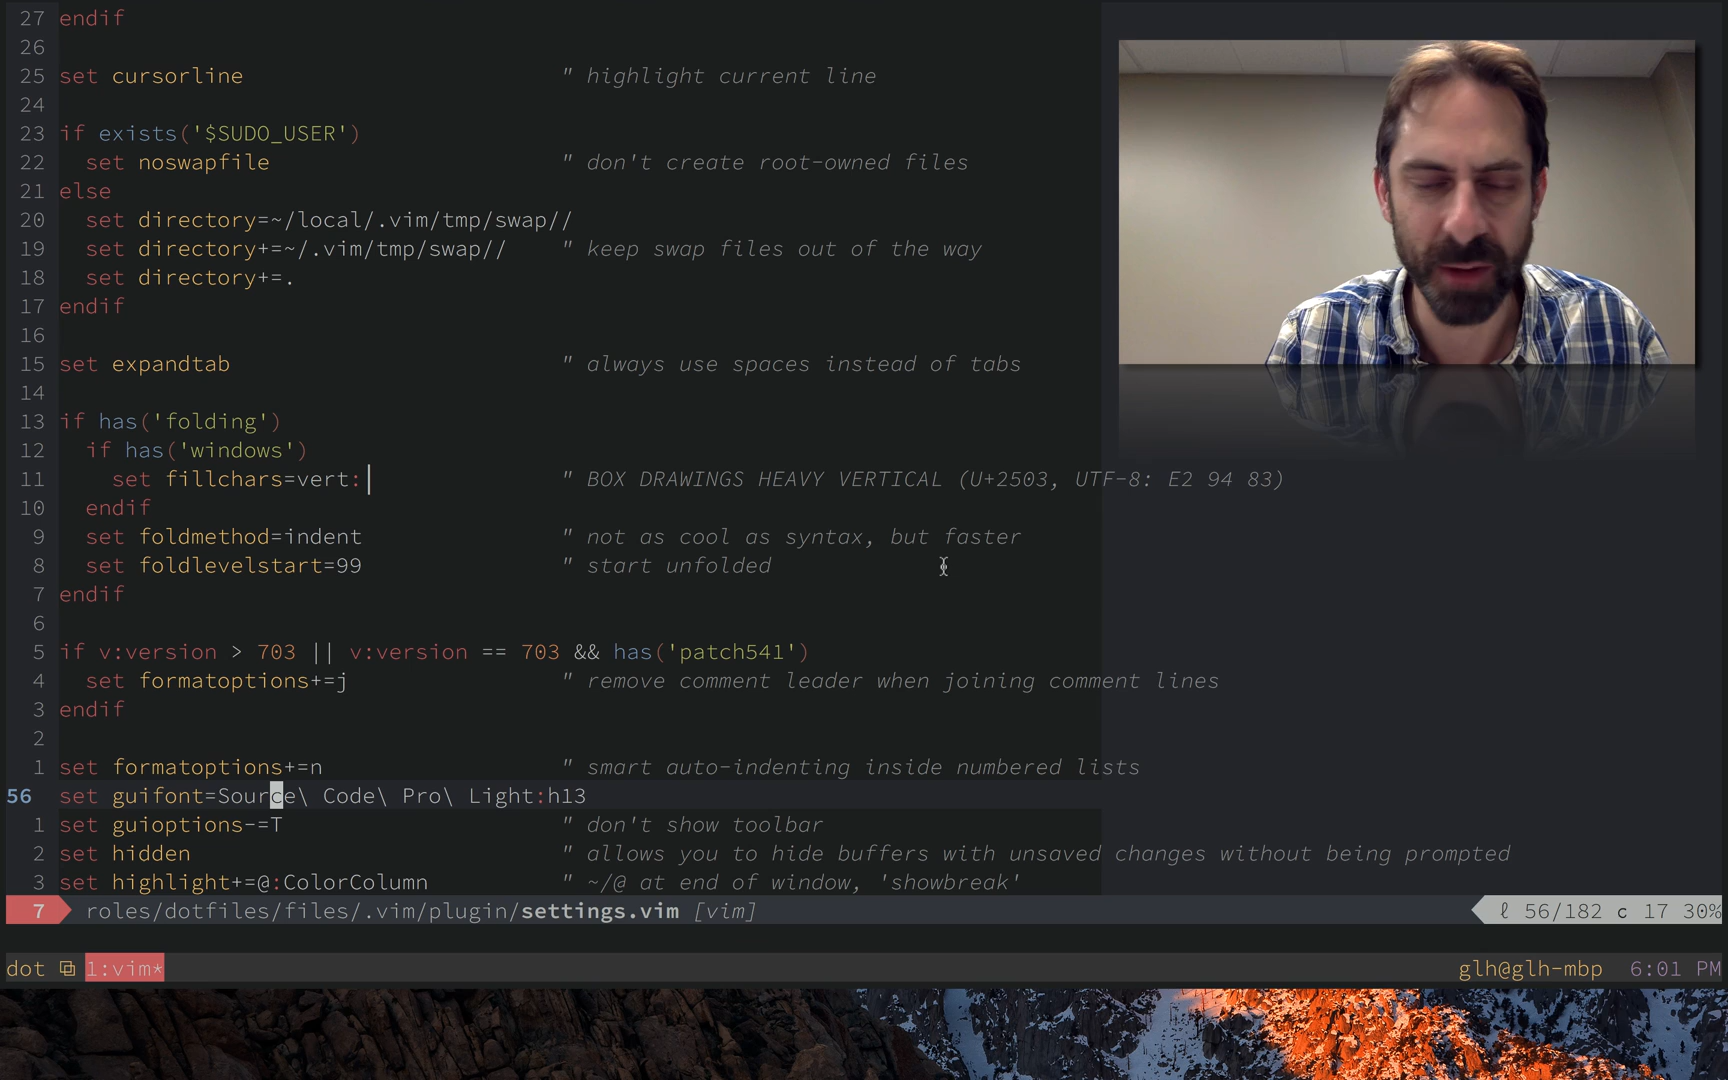 27 endif
26
25 set cursorline " highlight current line
24
23 if exists('$SUDO_USER')
22 set noswapfile " don't create root-owned files
21 else
20 set directory=~/local/.vim/tmp/swap//
19 set directory+=~/.vim/tmp/swap// " keep swap files out of the way
18 set directory+=.
17 endif
16
15 set expandtab " always use spaces instead of tabs
14
13 if has('folding')
12 if has('windows')
11 set fillchars=vert:┃ " BOX DRAWINGS HEAVY VERTICAL (U+2503, UTF-8: E2 94 83)
10 endif
9 set foldmethod=indent " not as cool as syntax, but faster
8 set foldlevelstart=99 " start unfolded
7 endif
6
5 if v:version > 703 || v:version == 703 && has('patch541')
4 set formatoptions+=j " remove comment leader when joining comment lines
3 endif
2
1 set formatoptions+=n " smart auto-indenting inside numbered lists
56 set guifont=Source\ Code\ Pro\ Light:h13
1 set guioptions-=T " don't show toolbar
2 set hidden " allows you to hide buffers with unsaved changes without being prompted
3 set highlight+=@:ColorColumn " ~/@ at end of window, 'showbreak'
7 roles/dotfiles/files/.vim/plugin/settings.vim [vim] ℓ 56/182 c 17 30%
dot 1:vim* glh@glh-mbp 6:01 PM